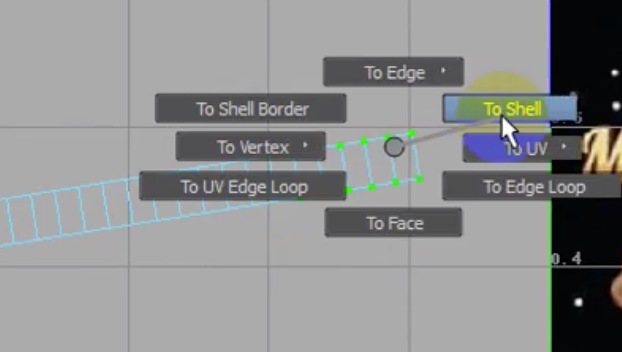 To Edge
To Shell Border
To Shell
To Vertex
To UV
To UV Edge Loop
To Edge Loop
To Face
0.4